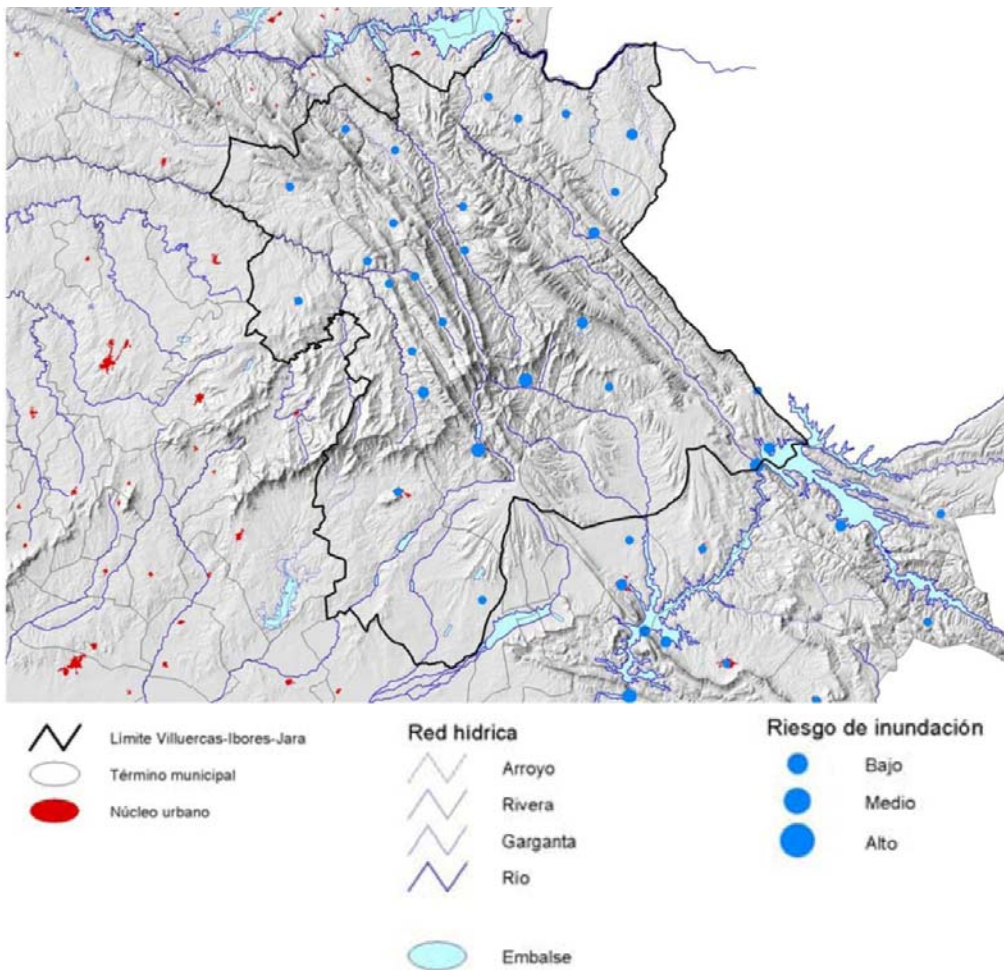 Límite Villuercas-Ibores-Jara
Término municipal
Núcleo urbano
Red hídrica
Arroyo
Rivera
Garganta
Río
Embalse
Riesgo de inundación
Bajo
Medio
Alto